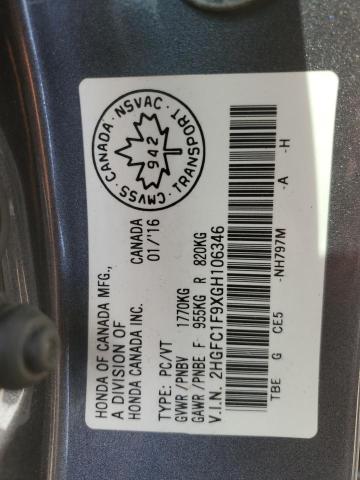 HONDA OF CANADA MFG.,
A DIVISION OF
HONDA CANADA INC.
CANADA
01/'16
TYPE: PC/VT
GVWR /PNBV 1770KG
GAWR /PNBE F 955KG R 820KG
V.I.N. 2HGFC1F9XGH106346
TBE G CE5 -NH797M -A -H
CANADA · NSVAC · TRANSPORT · CMVSS ·
942